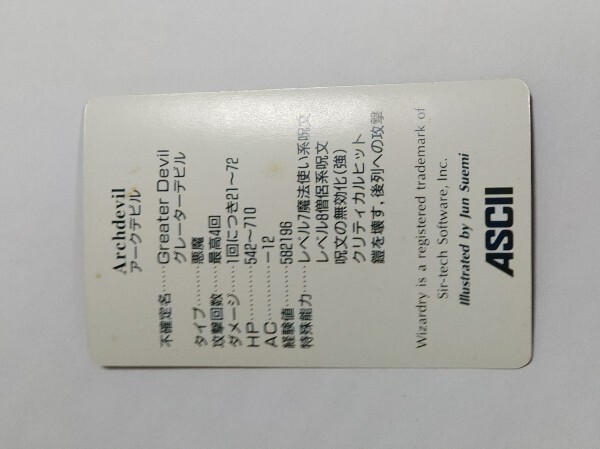 Archdevil
アークデビル
不確定名……Greater Devil
グレーターデビル
タイプ………悪魔
攻撃回数……最高4回
ダメージ……1回につき21〜72
HP…………542〜710
AC…………−12
経験値………582196
特殊能力……レベル7魔法使い系呪文
レベル8僧侶系呪文
呪文の無効化(強)
クリティカルヒット
鎧を壊す,後列への攻撃
Wizardry is a registered trademark of
Sir-tech Software, Inc.
Illustrated by Jun Suemi
ASCII